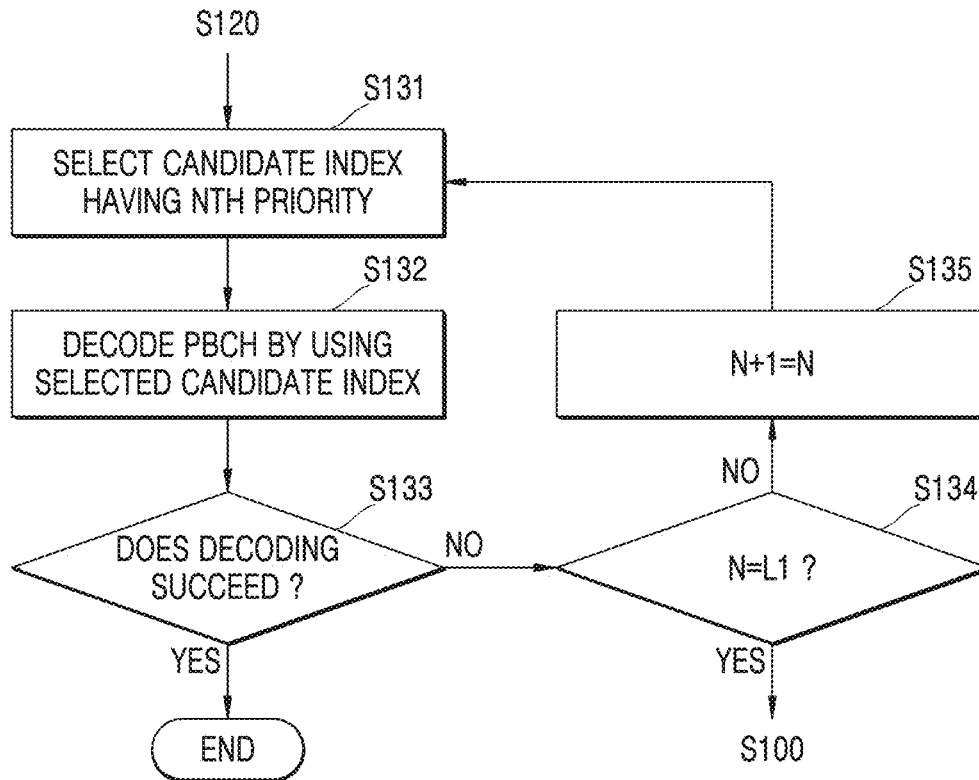 S120
S131
SELECT CANDIDATE INDEX
HAVING NTH PRIORITY
S132
DECODE PBCH BY USING
SELECTED CANDIDATE INDEX
S135
N+1=N
S133
DOES DECODING
SUCCEED ?
NO
NO
S134
N=L1 ?
YES
END
YES
S100